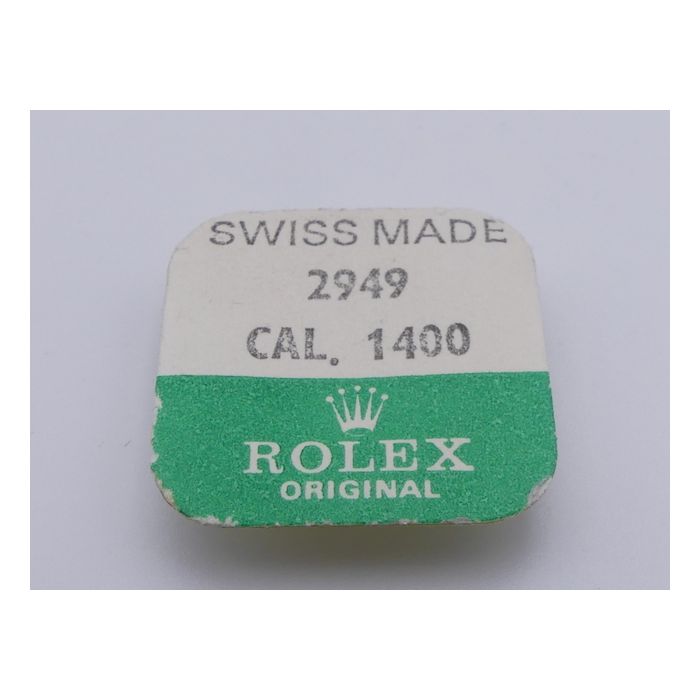 SWISS MADE
2949
CAL. 1400
ROLEX
ORIGINAL